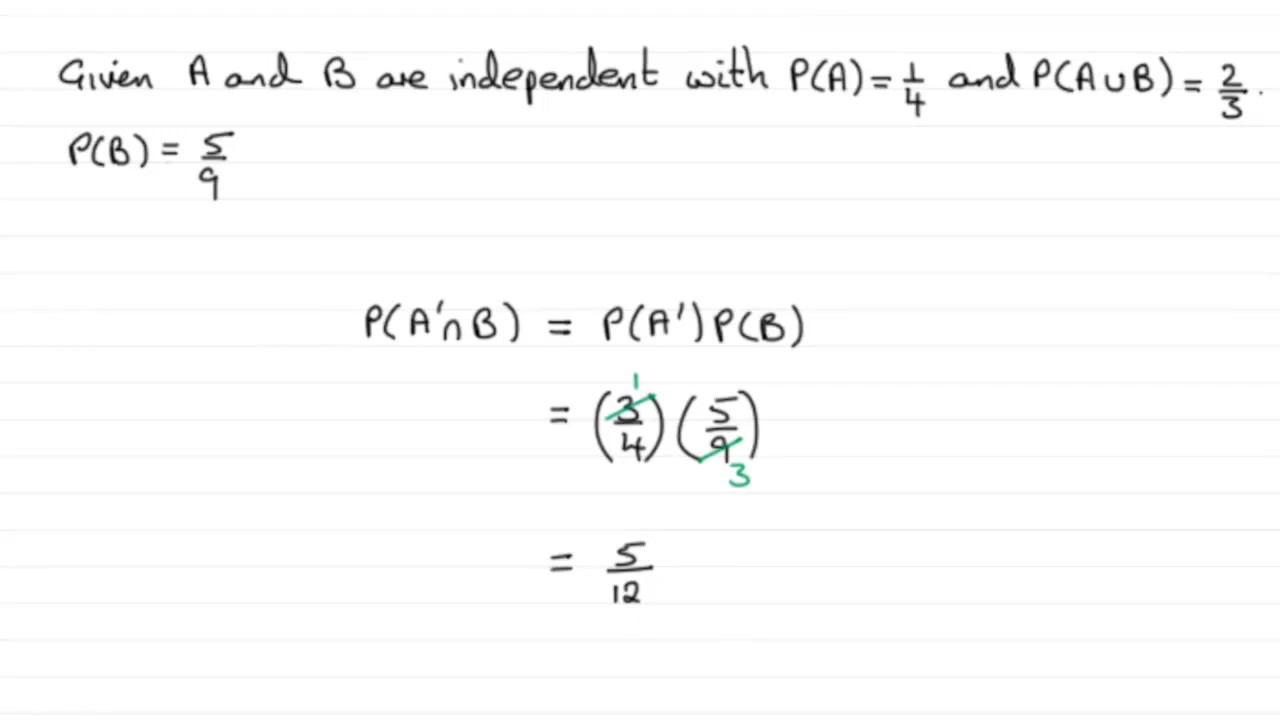 Given A and B are independent with P(A) = 1/4 and P(A∪B) = 2/3.
P(B) = 5/9
P(A'∩B) = P(A')P(B)
= (3/4)(5/9) 1 3
= 5/12